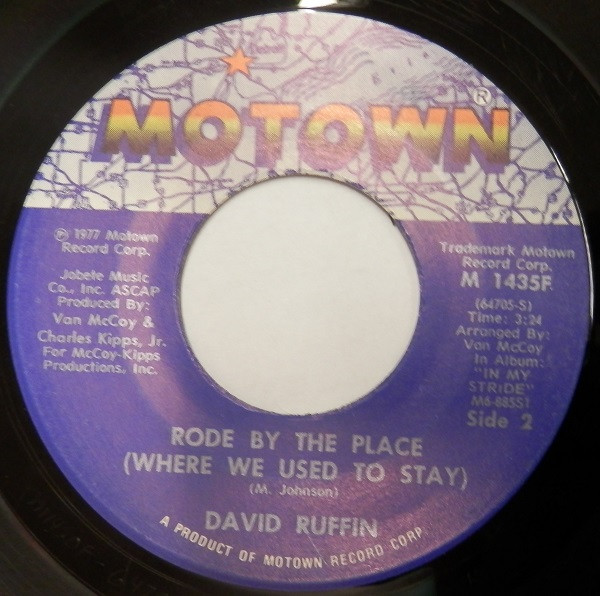 MOTOWN
®
℗ 1977 Motown
Record Corp.
Jobete Music
Co., Inc. ASCAP
Produced By:
Van McCoy &
Charles Kipps, Jr.
For McCoy-Kipps
Productions, Inc.
Trademark Motown
Record Corp.
M 1435F
(64705-S)
Time: 3:24
Arranged By:
Van McCoy
In Album:
"IN MY
STRIDE"
M6-885S1
Side 2
RODE BY THE PLACE
(WHERE WE USED TO STAY)
(M. Johnson)
DAVID RUFFIN
A PRODUCT OF MOTOWN RECORD CORP.